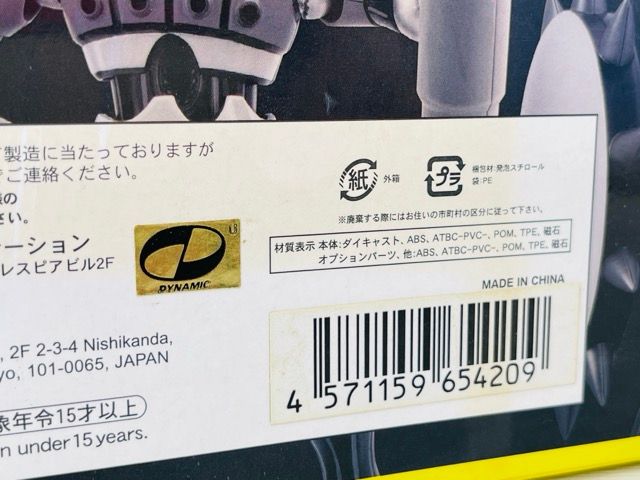 製造に当たっておりますが
でご連絡ください。
様の
さい。
ーション
レスピアビル2F
DYNAMIC
紙 外箱
プラ 梱包材:発泡スチロール
袋:PE
※廃棄する際にはお住いの市町村の区分に従って下さい。
材質表示 本体:ダイキャスト、ABS、ATBC-PVC-、POM、TPE、磁石
オプションパーツ、他:ABS、ATBC-PVC-、POM、TPE、磁石
MADE IN CHINA
, 2F 2-3-4 Nishikanda,
yo, 101-0065, JAPAN
象年令15才以上
n under 15 years.
4 571159 654209